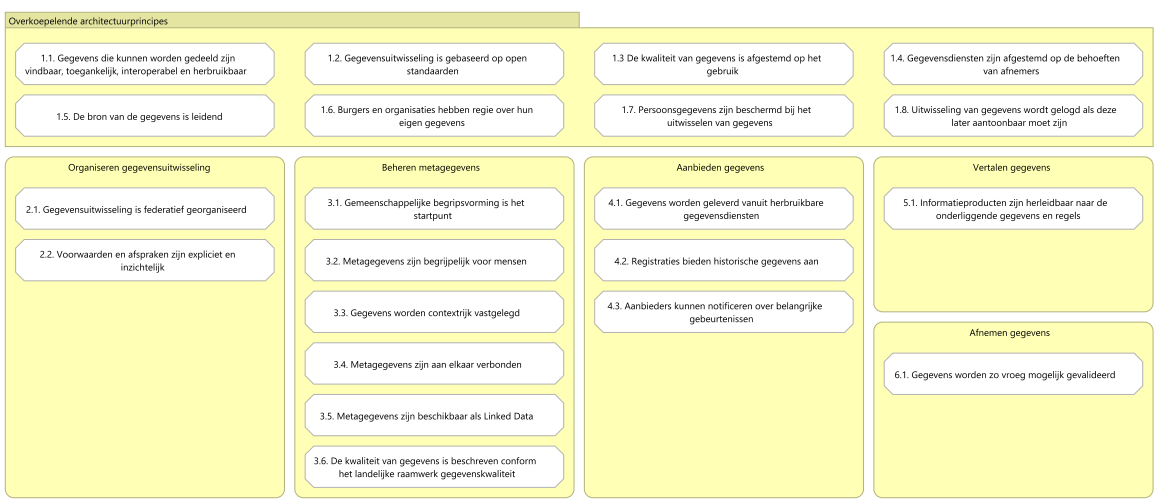 Overkoepelende architectuurprincipes
1.1. Gegevens die kunnen worden gedeeld zijn
vindbaar, toegankelijk, interoperabel en herbruikbaar
1.2. Gegevensuitwisseling is gebaseerd op open
standaarden
1.3 De kwaliteit van gegevens is afgestemd op het
gebruik
1.4. Gegevensdiensten zijn afgestemd op de behoeften
van afnemers
1.5. De bron van de gegevens is leidend
1.6. Burgers en organisaties hebben regie over hun
eigen gegevens
1.7. Persoonsgegevens zijn beschermd bij het
uitwisselen van gegevens
1.8. Uitwisseling van gegevens wordt gelogd als deze
later aantoonbaar moet zijn
Organiseren gegevensuitwisseling
2.1. Gegevensuitwisseling is federatief georganiseerd
2.2. Voorwaarden en afspraken zijn expliciet en
inzichtelijk
Beheren metagegevens
3.1. Gemeenschappelijke begripsvorming is het
startpunt
3.2. Metagegevens zijn begrijpelijk voor mensen
3.3. Gegevens worden contextrijk vastgelegd
3.4. Metagegevens zijn aan elkaar verbonden
3.5. Metagegevens zijn beschikbaar als Linked Data
3.6. De kwaliteit van gegevens is beschreven conform
het landelijke raamwerk gegevenskwaliteit
Aanbieden gegevens
4.1. Gegevens worden geleverd vanuit herbruikbare
gegevensdiensten
4.2. Registraties bieden historische gegevens aan
4.3. Aanbieders kunnen notificeren over belangrijke
gebeurtenissen
Vertalen gegevens
5.1. Informatieproducten zijn herleidbaar naar de
onderliggende gegevens en regels
Afnemen gegevens
6.1. Gegevens worden zo vroeg mogelijk gevalideerd